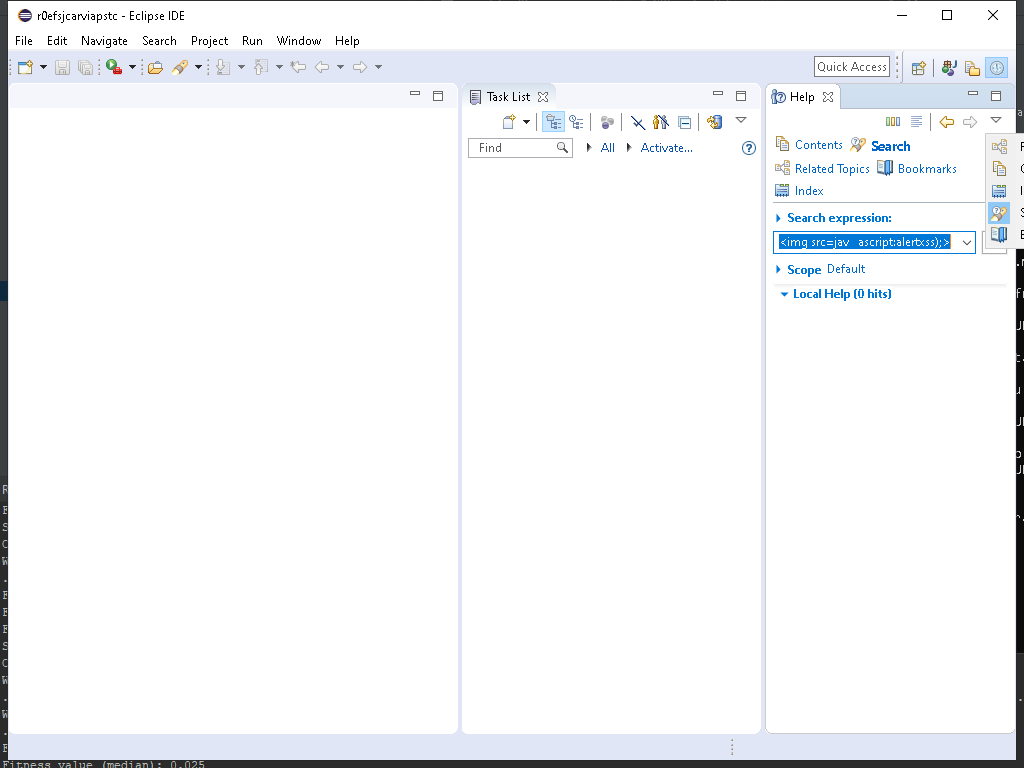 r0efsjcarviapstc - Eclipse IDE
File Edit Navigate Search Project Run Window Help
Quick Access
Task List
Help
Contents Search
Find All Activate...
Related Topics Bookmarks
Index
Search expression:
<img src=jav ascript:alertxss);>
Scope Default
Local Help (0 hits)
Fitness value (median): 0.025